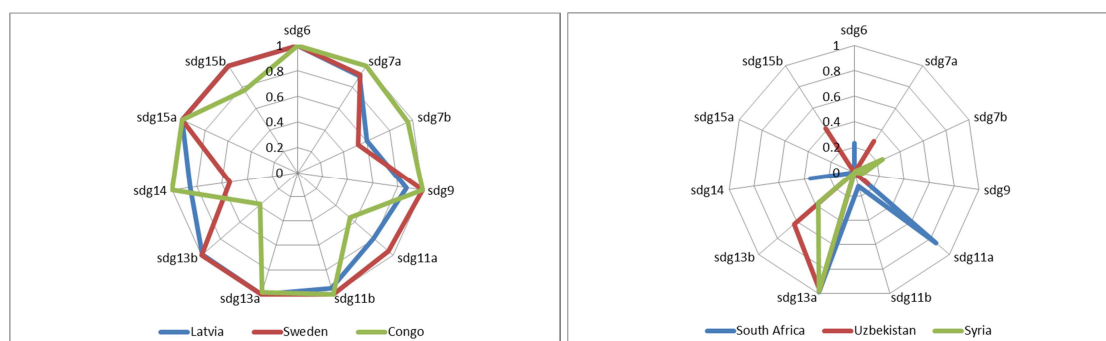 sdg6
1
sdg15b
sdg7a
0.8
0.6
sdg15a
0.4
sdg7b
0.2
0
sdg14
sdg9
sdg13b
sdg11a
sdg13a
sdg11b
Latvia Sweden Congo
sdg6
1
sdg15b
sdg7a
0.8
0.6
sdg15a
0.4
sdg7b
0.2
0
sdg14
sdg9
sdg13b
sdg11a
sdg13a
sdg11b
South Africa Uzbekistan Syria